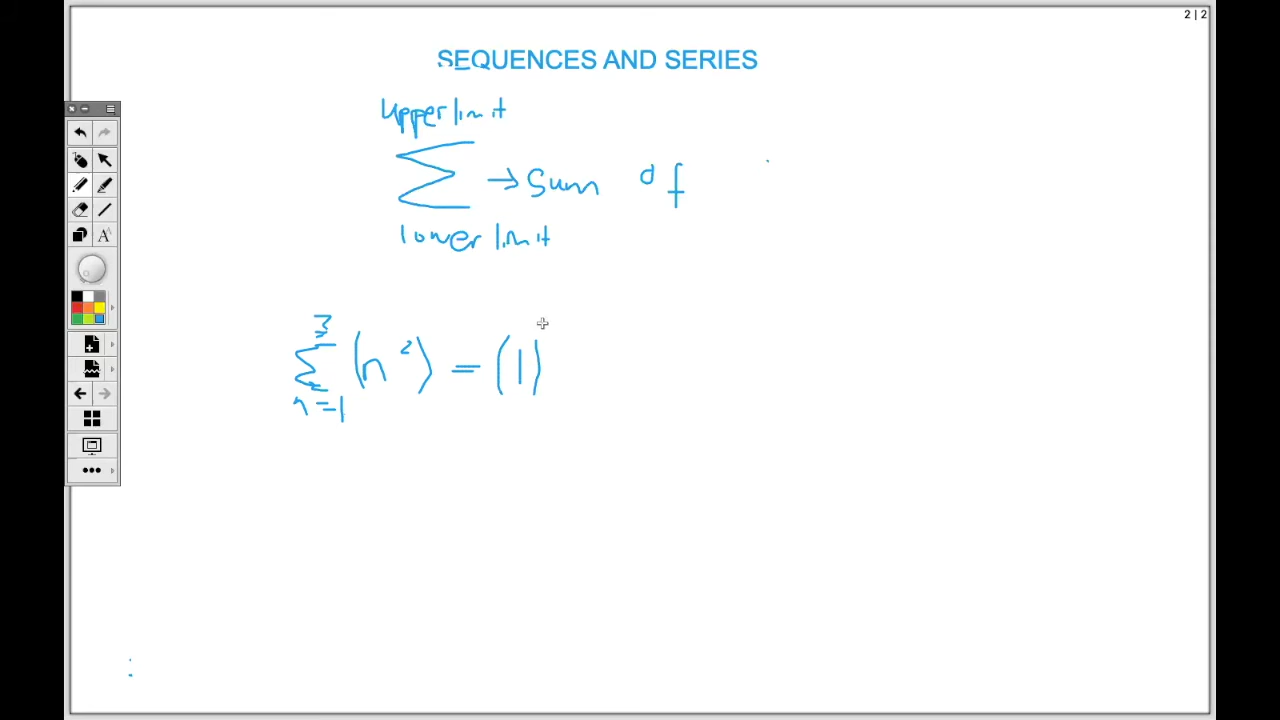 2 | 2
SEQUENCES AND SERIES
Upper limit
∑ → Sum of
lower limit
3
∑ (n²) = (1)
n=1